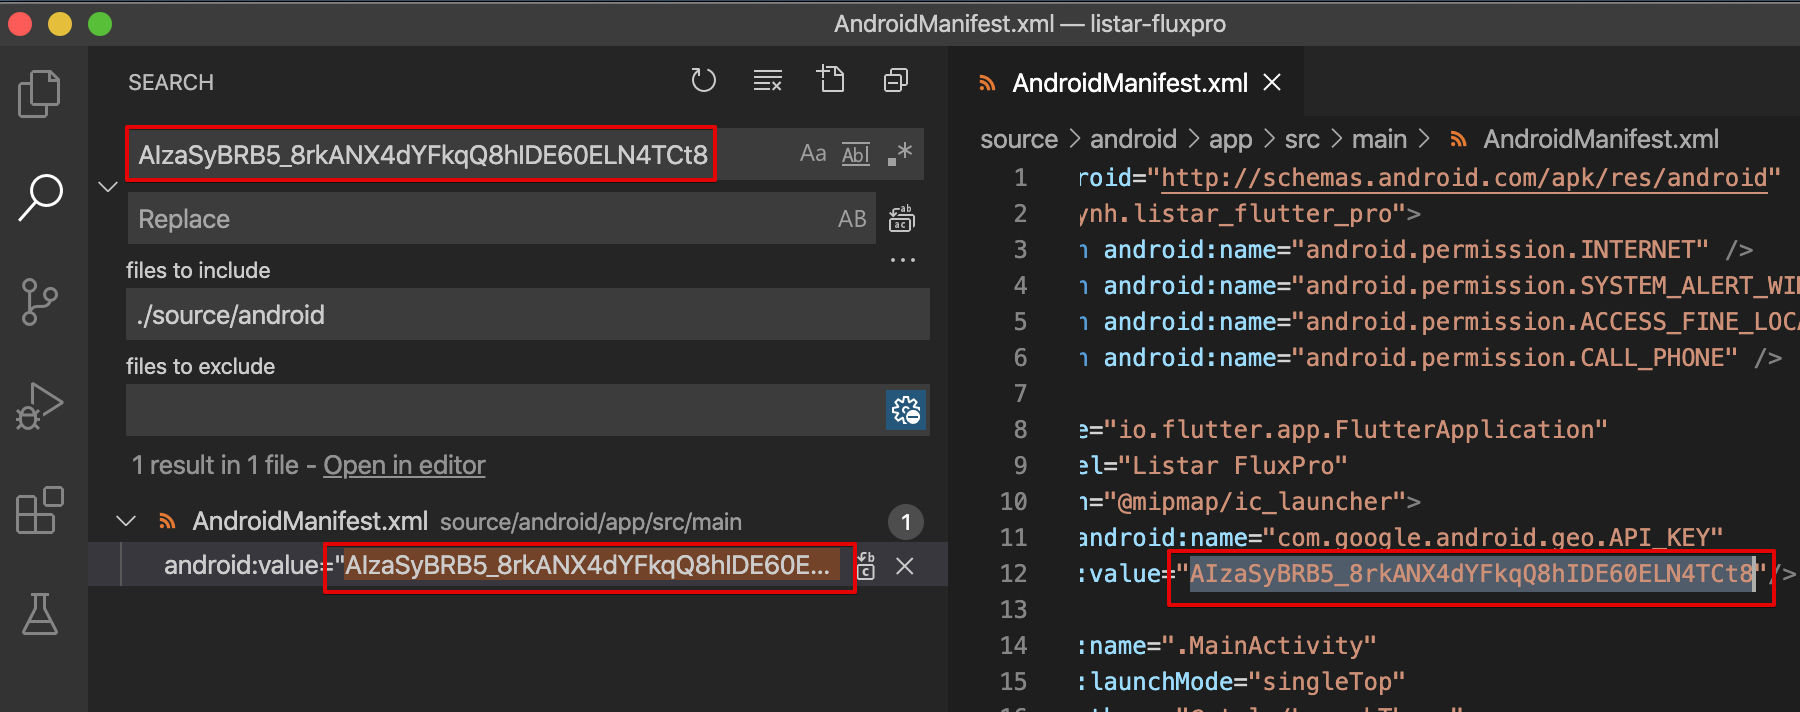 AndroidManifest.xml — listar-fluxpro
SEARCH
AIzaSyBRB5_8rkANX4dYFkqQ8hIDE60ELN4TCt8
Aa Abl .*
Replace
AB
files to include
./source/android
files to exclude
1 result in 1 file - Open in editor
AndroidManifest.xml source/android/app/src/main 1
android:value="AIzaSyBRB5_8rkANX4dYFkqQ8hIDE60E...
AndroidManifest.xml
source > android > app > src > main > AndroidManifest.xml
1 roid="http://schemas.android.com/apk/res/android"
2 ynh.listar_flutter_pro">
3 n android:name="android.permission.INTERNET" />
4 n android:name="android.permission.SYSTEM_ALERT_WI
5 n android:name="android.permission.ACCESS_FINE_LOCA
6 n android:name="android.permission.CALL_PHONE" />
7
8 e="io.flutter.app.FlutterApplication"
9 el="Listar FluxPro"
10 n="@mipmap/ic_launcher">
11 android:name="com.google.android.geo.API_KEY"
12 :value="AIzaSyBRB5_8rkANX4dYFkqQ8hIDE60ELN4TCt8"/>
13
14 :name=".MainActivity"
15 :launchMode="singleTop"